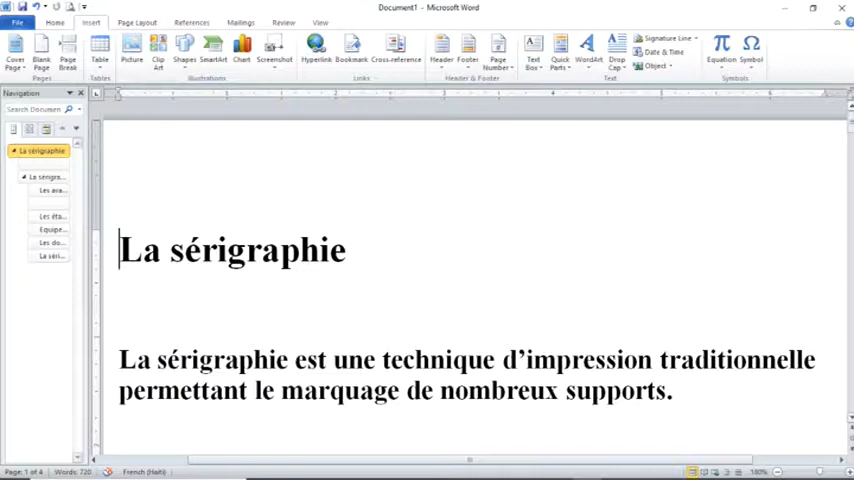 Document1 - Microsoft Word
File Home Insert Page Layout References Mailings Review View
Cover Page Blank Page Page Break Table Picture Clip Art Shapes SmartArt Chart Screenshot Hyperlink Bookmark Cross-reference Header Footer Page Number Text Box Quick Parts WordArt Drop Cap Signature Line Date & Time Object Equation Symbol
Pages Tables Illustrations Links Header & Footer Text Symbols
Navigation
Search Documen
La sérigraphie
La sérigra...
Les ava...
Les éta...
Equipe...
Les do...
La séri...
La sérigraphie
La sérigraphie est une technique d’impression traditionnelle
permettant le marquage de nombreux supports.
Page: 1 of 4 Words: 720 French (Haiti) 180%